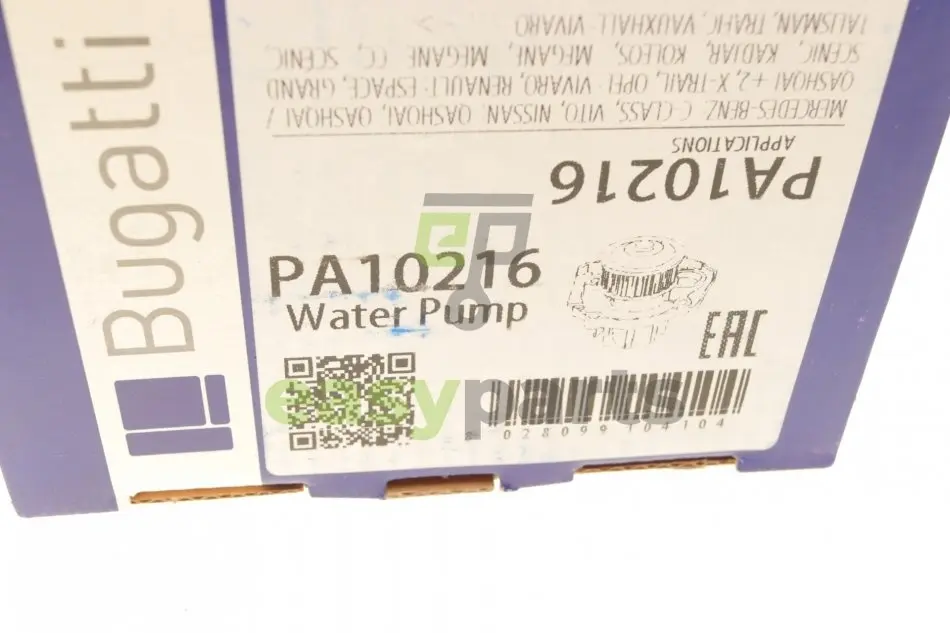 Bugatti
PA10216
Water Pump
EAC
8 028099 104104
easyparts
PA10216
APPLICATIONS
MERCEDES-BENZ C-CLASS, VITO, NISSAN QASHQAI, QASHQAI /
QASHQAI +2, X-TRAIL, OPEL VIVARO, RENAULT ESPACE, GRAND
SCENIC, KADJAR, KOLEOS, MEGANE, MEGANE CC, SCENIC,
TALISMAN, TRAFIC, VAUXHALL VIVARO